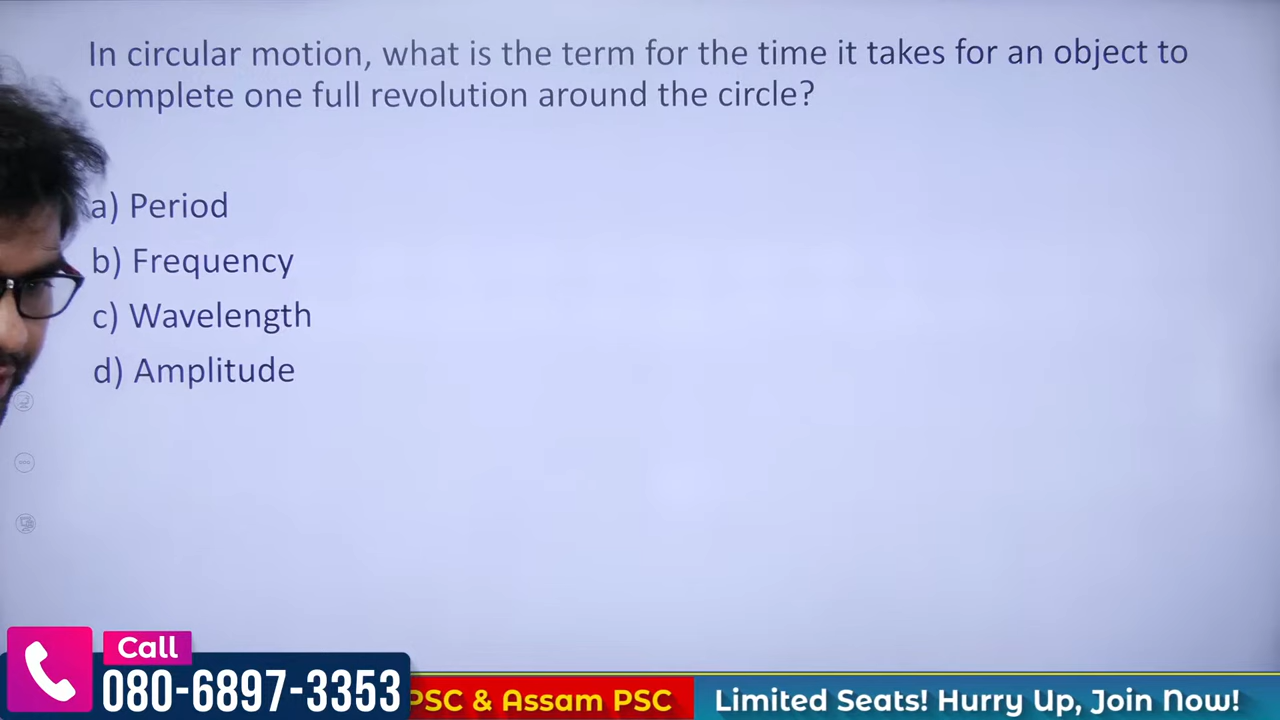 In circular motion, what is the term for the time it takes for an object to
complete one full revolution around the circle?
a) Period
b) Frequency
c) Wavelength
d) Amplitude
Call
080-6897-3353
PSC & Assam PSC
Limited Seats! Hurry Up, Join Now!